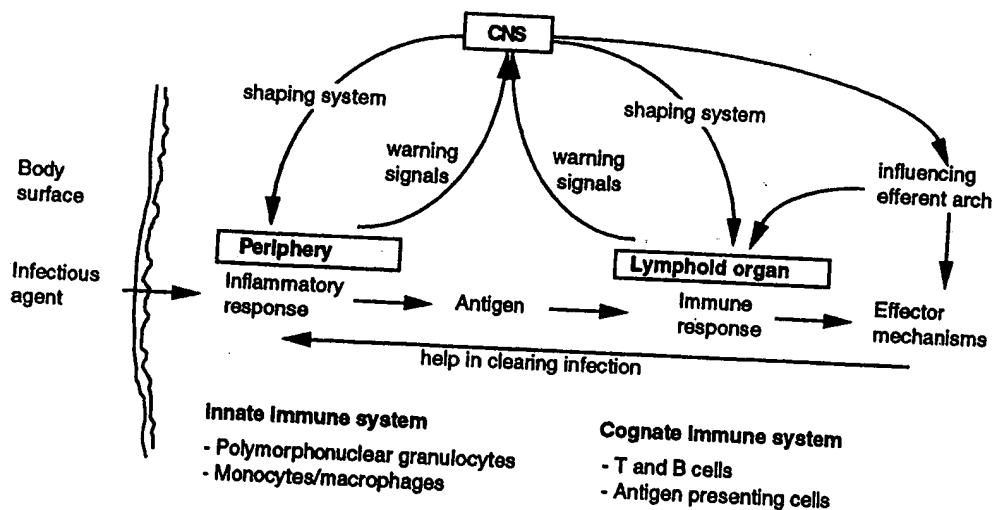 CNS
shaping system
shaping system
warning
signals
warning
signals
Body
surface
influencing
efferent arch
Periphery
Lymphoid organ
Infectious
agent
Inflammatory
response
Antigen
Immune
response
Effector
mechanisms
help in clearing infection
Innate Immune system
- Polymorphonuclear granulocytes
- Monocytes/macrophages
Cognate Immune system
- T and B cells
- Antigen presenting cells